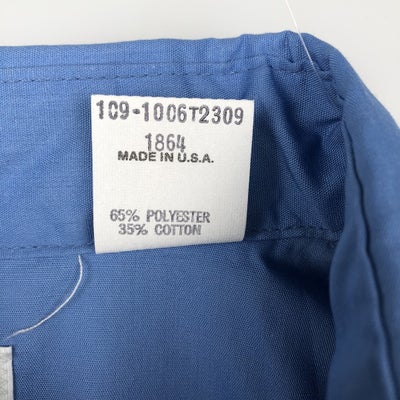 109-1006T2309
1864
MADE IN U.S.A.
65% POLYESTER
35% COTTON